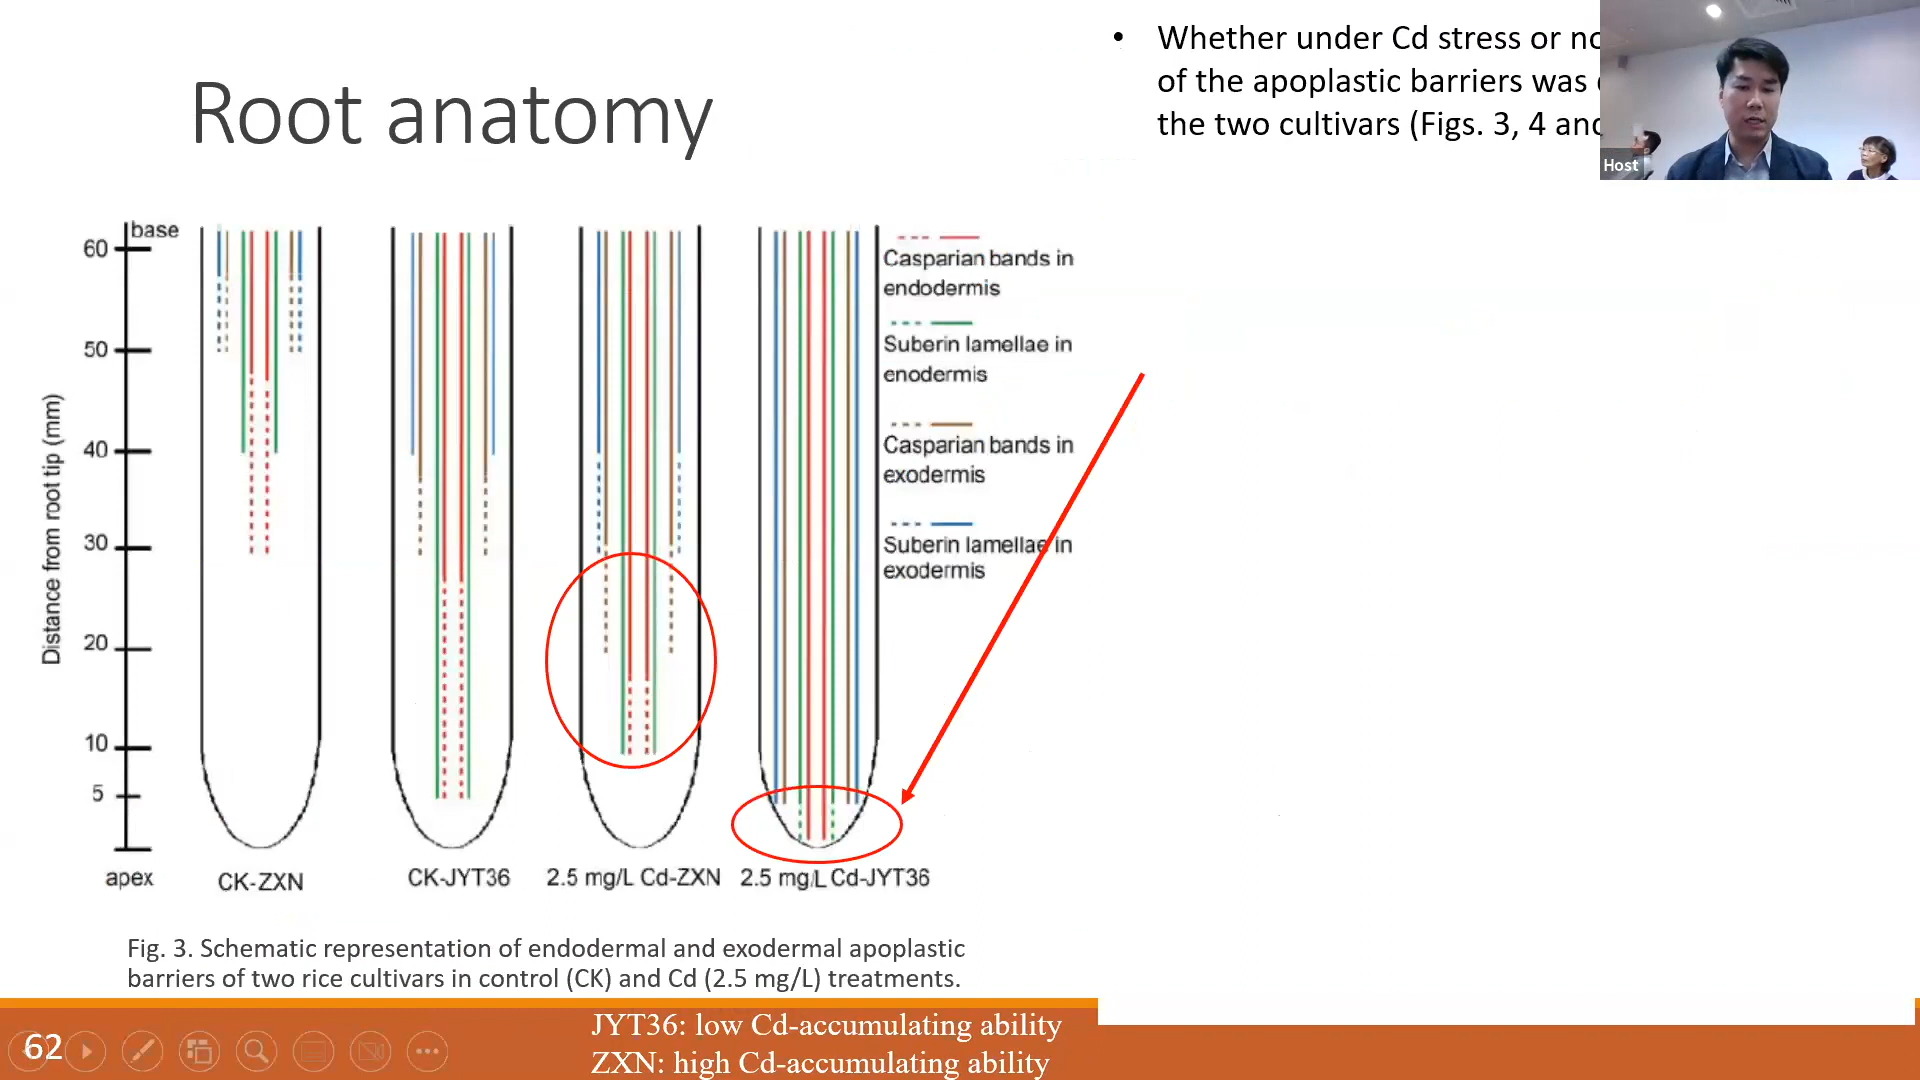 Root anatomy
• Whether under Cd stress or
of the apoplastic barriers was
the two cultivars (Figs. 3, 4
Host
base
60
50
40
30
20
10
5
apex
Distance from root tip (mm)
Casparian bands in
endodermis
Suberin lamellae in
enodermis
Casparian bands in
exodermis
Suberin lamellae in
exodermis
CK-ZXN
CK-JYT36
2.5 mg/L Cd-ZXN
2.5 mg/L Cd-JYT36
Fig. 3. Schematic representation of endodermal and exodermal apoplastic
barriers of two rice cultivars in control (CK) and Cd (2.5 mg/L) treatments.
JYT36: low Cd-accumulating ability
ZXN: high Cd-accumulating ability
62